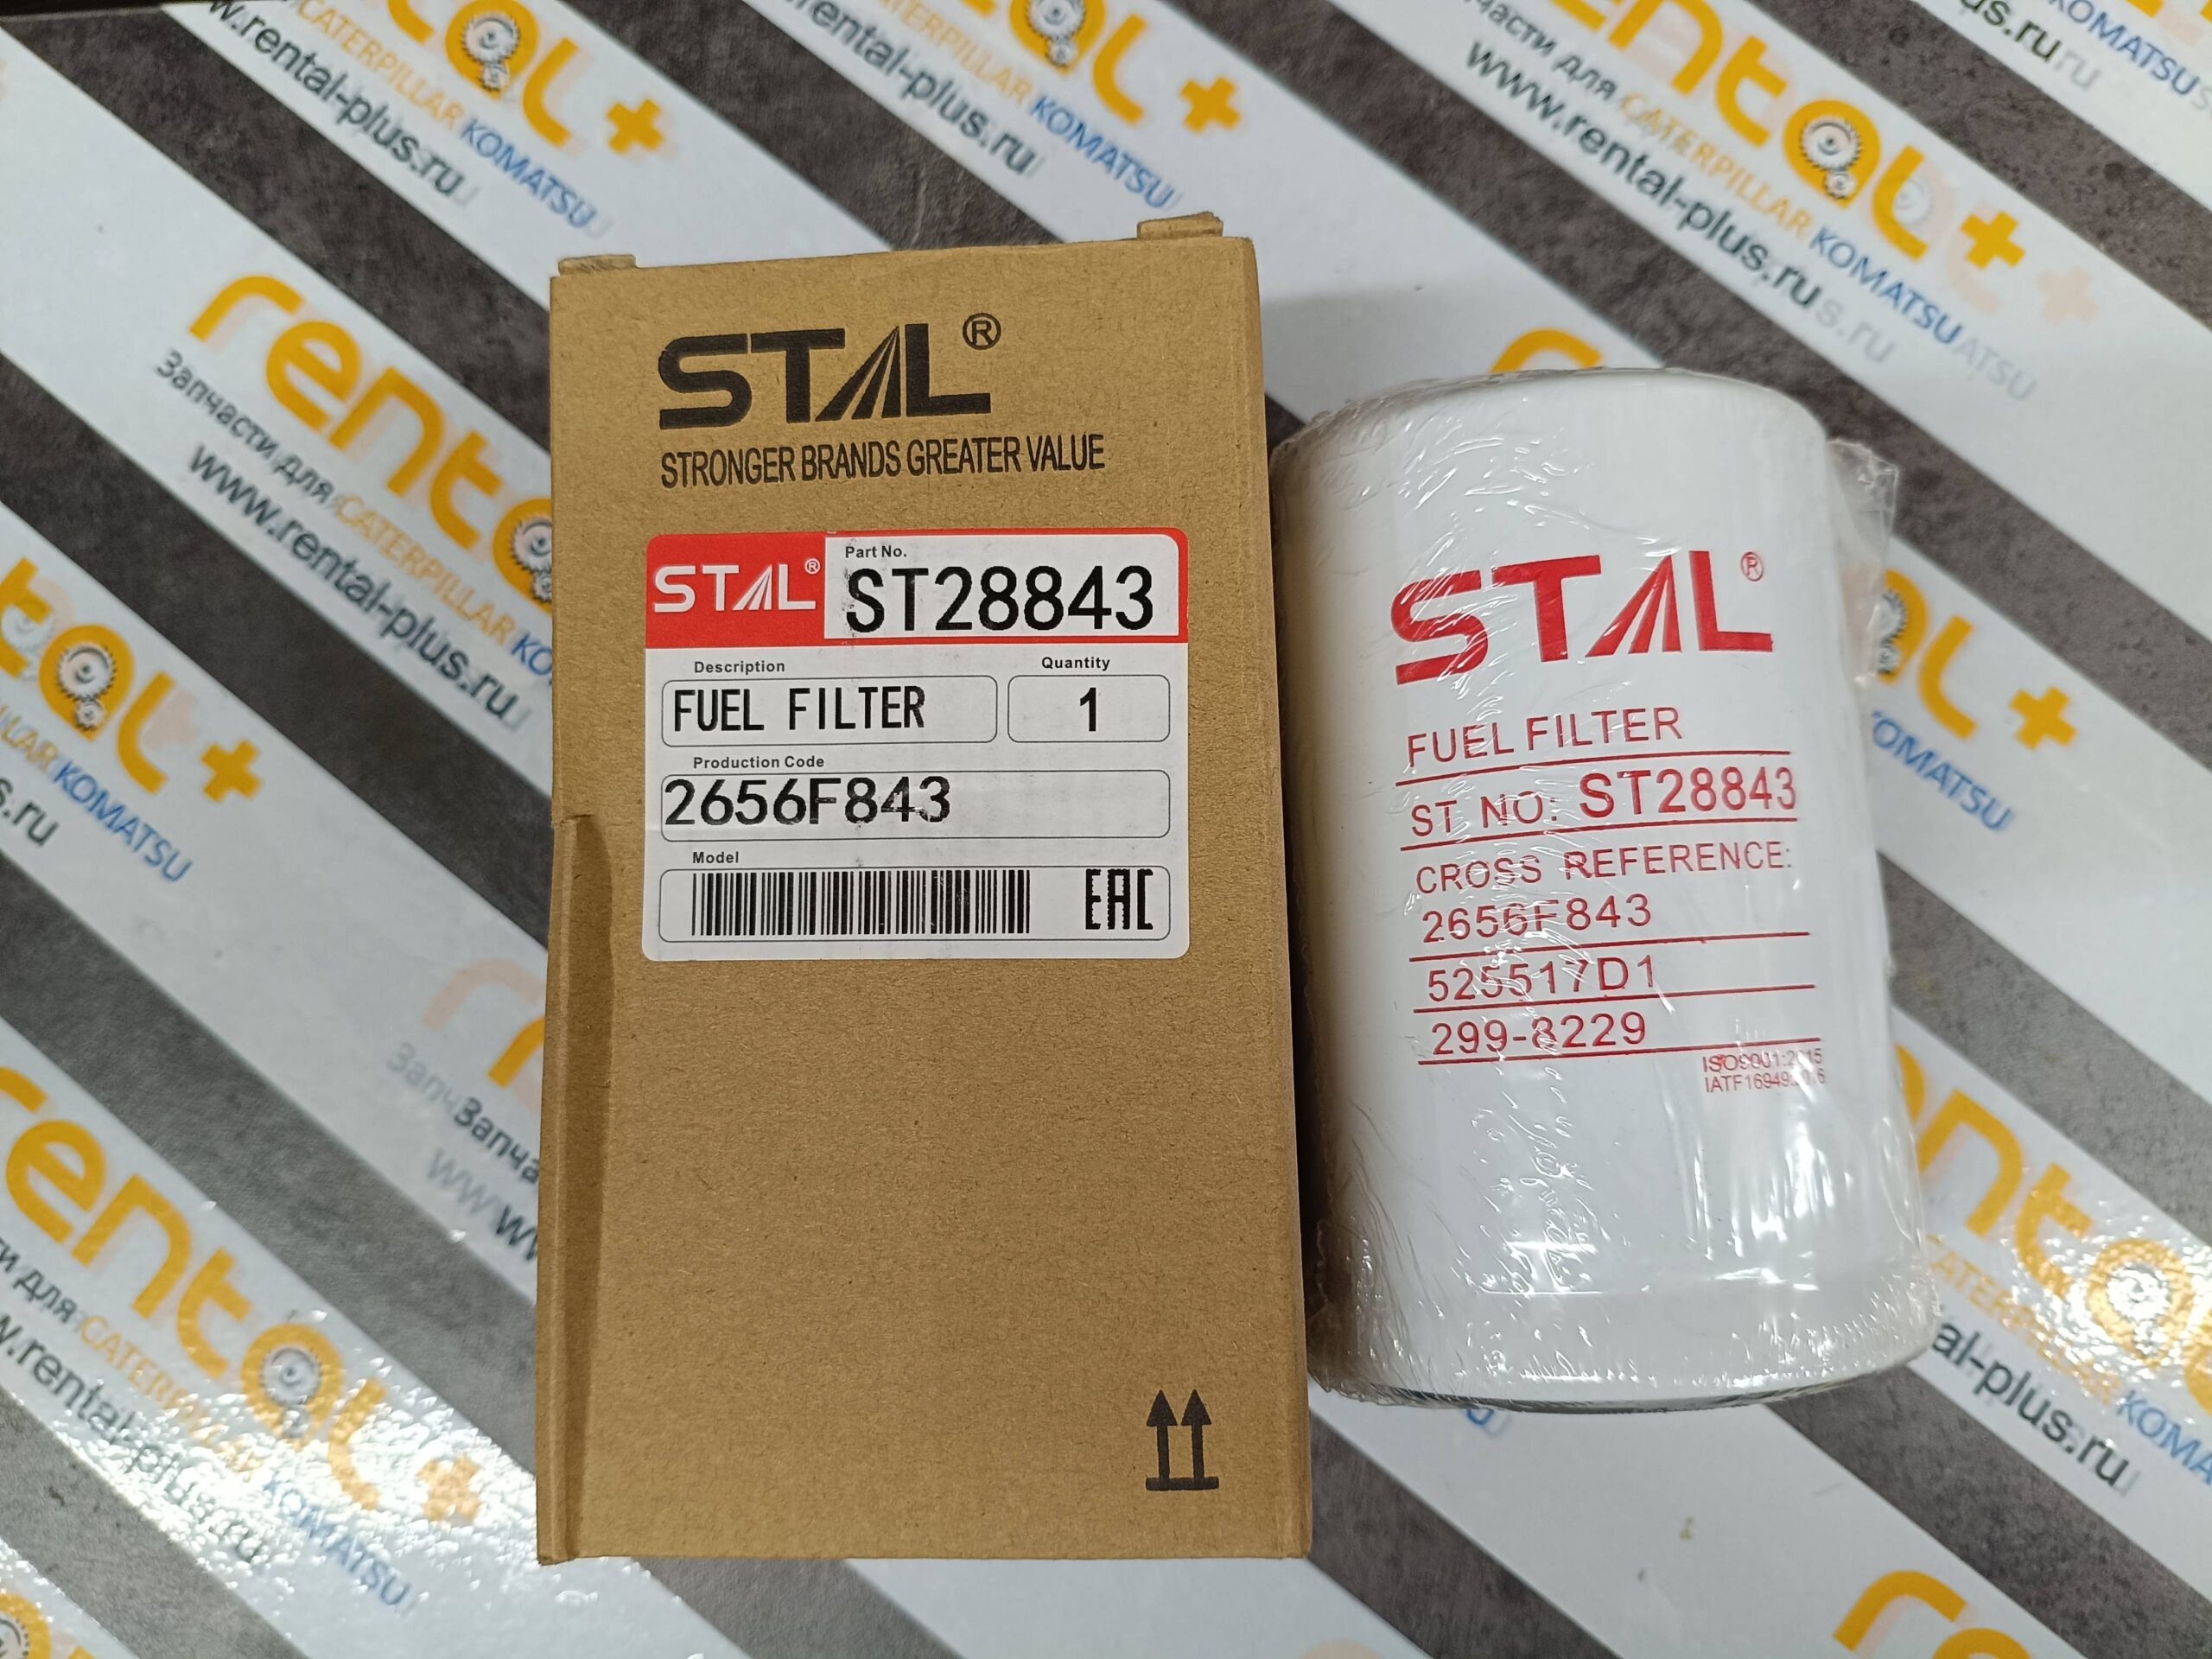 STAL®
STRONGER BRANDS GREATER VALUE
STAL®
Part No.
ST28843
Description
Quantity
FUEL FILTER
1
Production Code
2656F843
Model
EAC
STAL®
FUEL FILTER
ST NO: ST28843
CROSS REFERENCE:
2656F843
525517D1
299-8229
ISO9001:2015
rental+
Запчасти для CATERPILLAR KOMATSU
www.rental-plus.ru